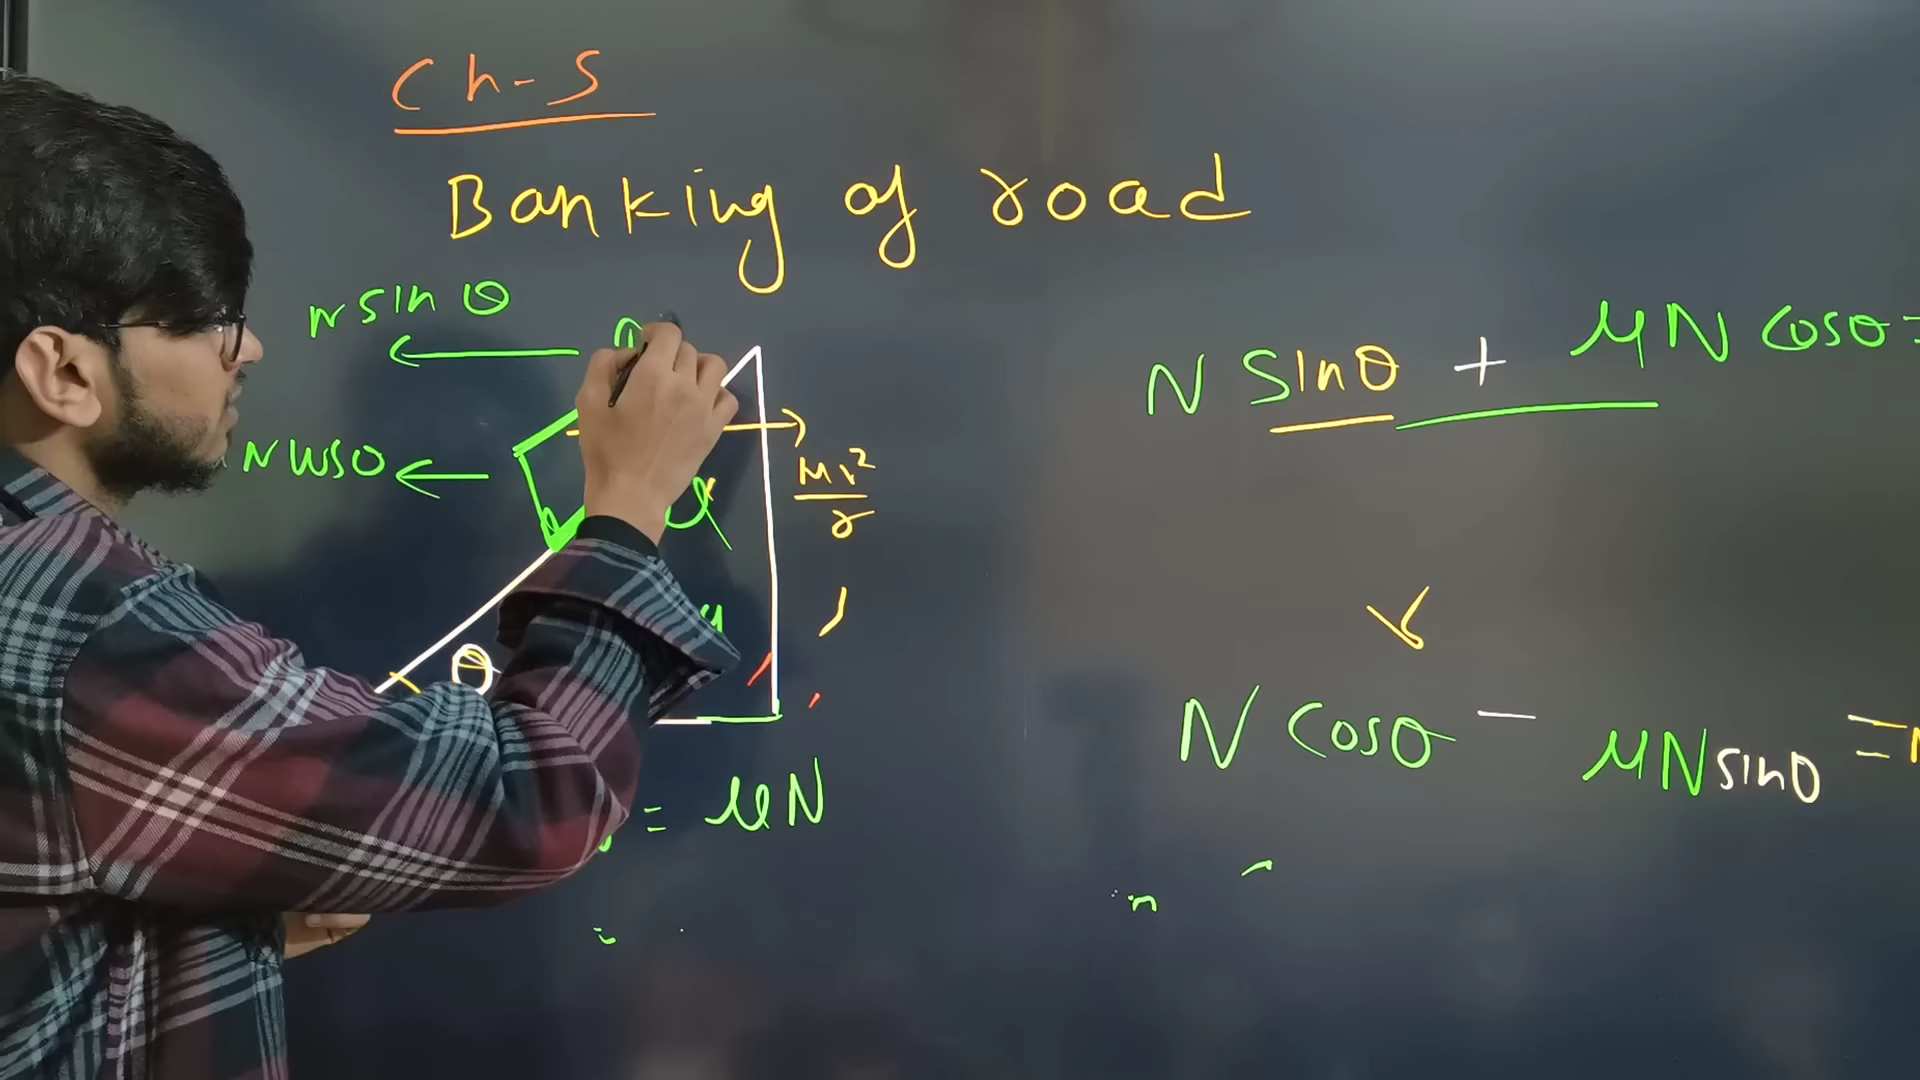 Ch-5
Banking of road
N sin θ
N cos θ
Mv²/r
θ
= μN
N sinθ + μN cosθ =
N cosθ - μN sinθ =